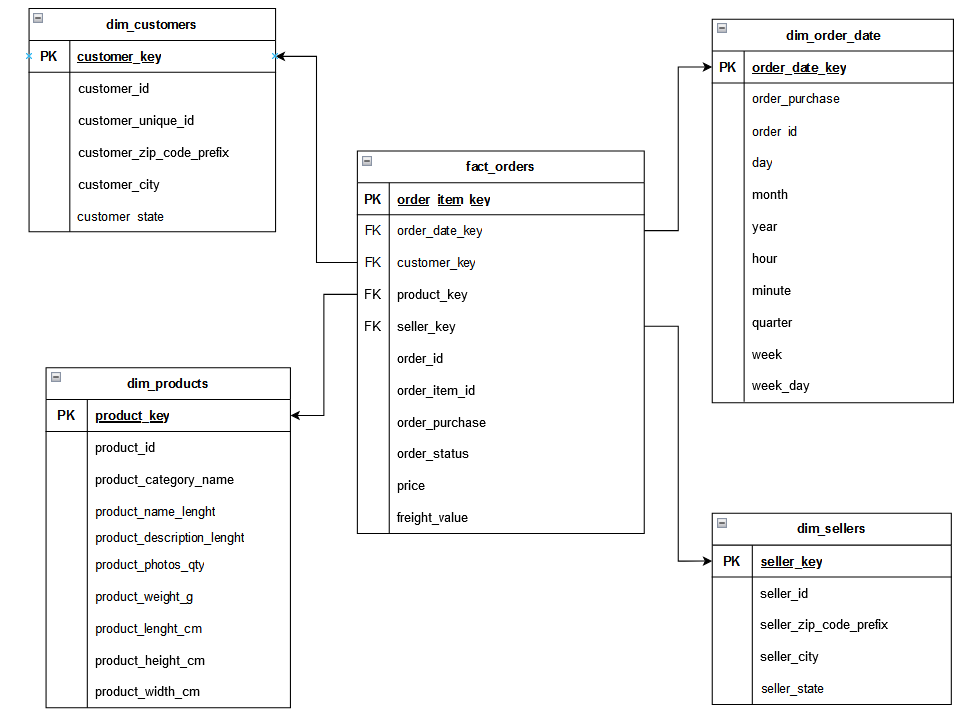 dim_customers
PK customer_key
customer_id
customer_unique_id
customer_zip_code_prefix
customer_city
customer_state
fact_orders
PK order_item_key
FK order_date_key
FK customer_key
FK product_key
FK seller_key
order_id
order_item_id
order_purchase
order_status
price
freight_value
dim_order_date
PK order_date_key
order_purchase
order_id
day
month
year
hour
minute
quarter
week
week_day
dim_products
PK product_key
product_id
product_category_name
product_name_lenght
product_description_lenght
product_photos_qty
product_weight_g
product_lenght_cm
product_height_cm
product_width_cm
dim_sellers
PK seller_key
seller_id
seller_zip_code_prefix
seller_city
seller_state